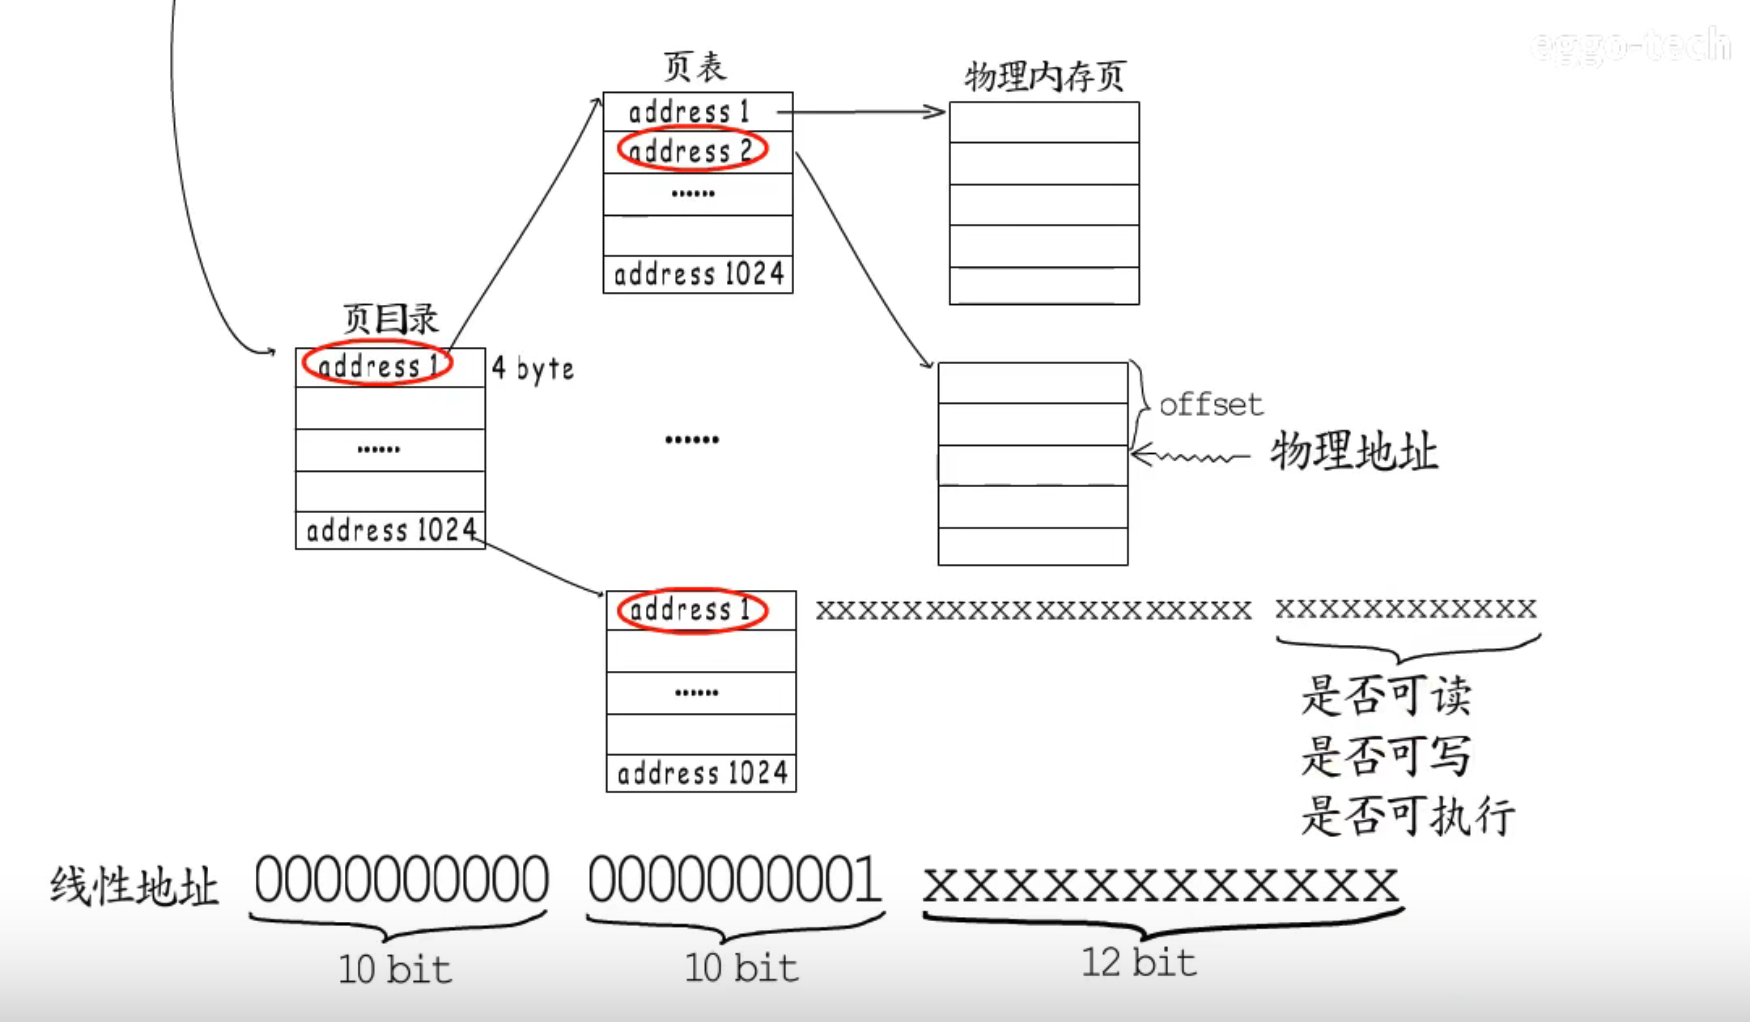 eggo-tech
页表
address 1
address 2
......
address 1024
物理内存页
页目录
address 1
4 byte
......
address 1024
......
offset
物理地址
address 1
xxxxxxxxxxxxxxxxxxxx xxxxxxxxxxxx
......
address 1024
是否可读
是否可写
是否可执行
线性地址 0000000000 0000000001 xxxxxxxxxxxx
10 bit 10 bit 12 bit